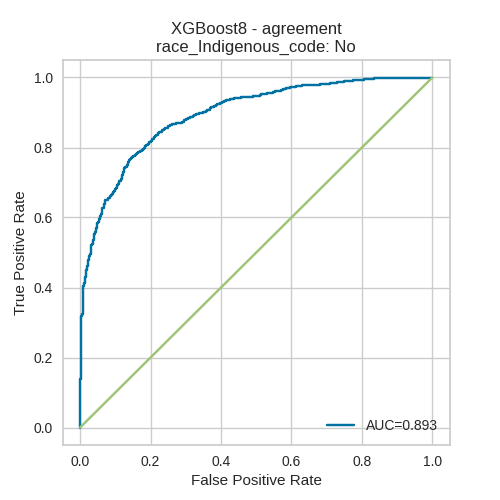 XGBoost8 - agreement
race_Indigenous_code: No
1.0
0.8
0.6
0.4
0.2
0.0
True Positive Rate
AUC=0.893
0.0 0.2 0.4 0.6 0.8 1.0
False Positive Rate